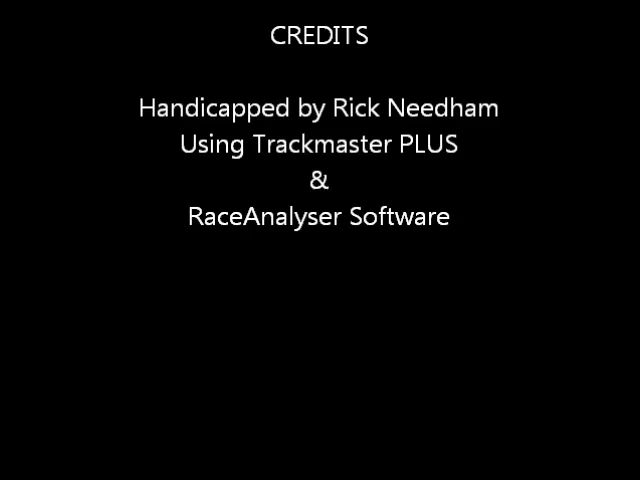 CREDITS
Handicapped by Rick Needham
Using Trackmaster PLUS
&
RaceAnalyser Software